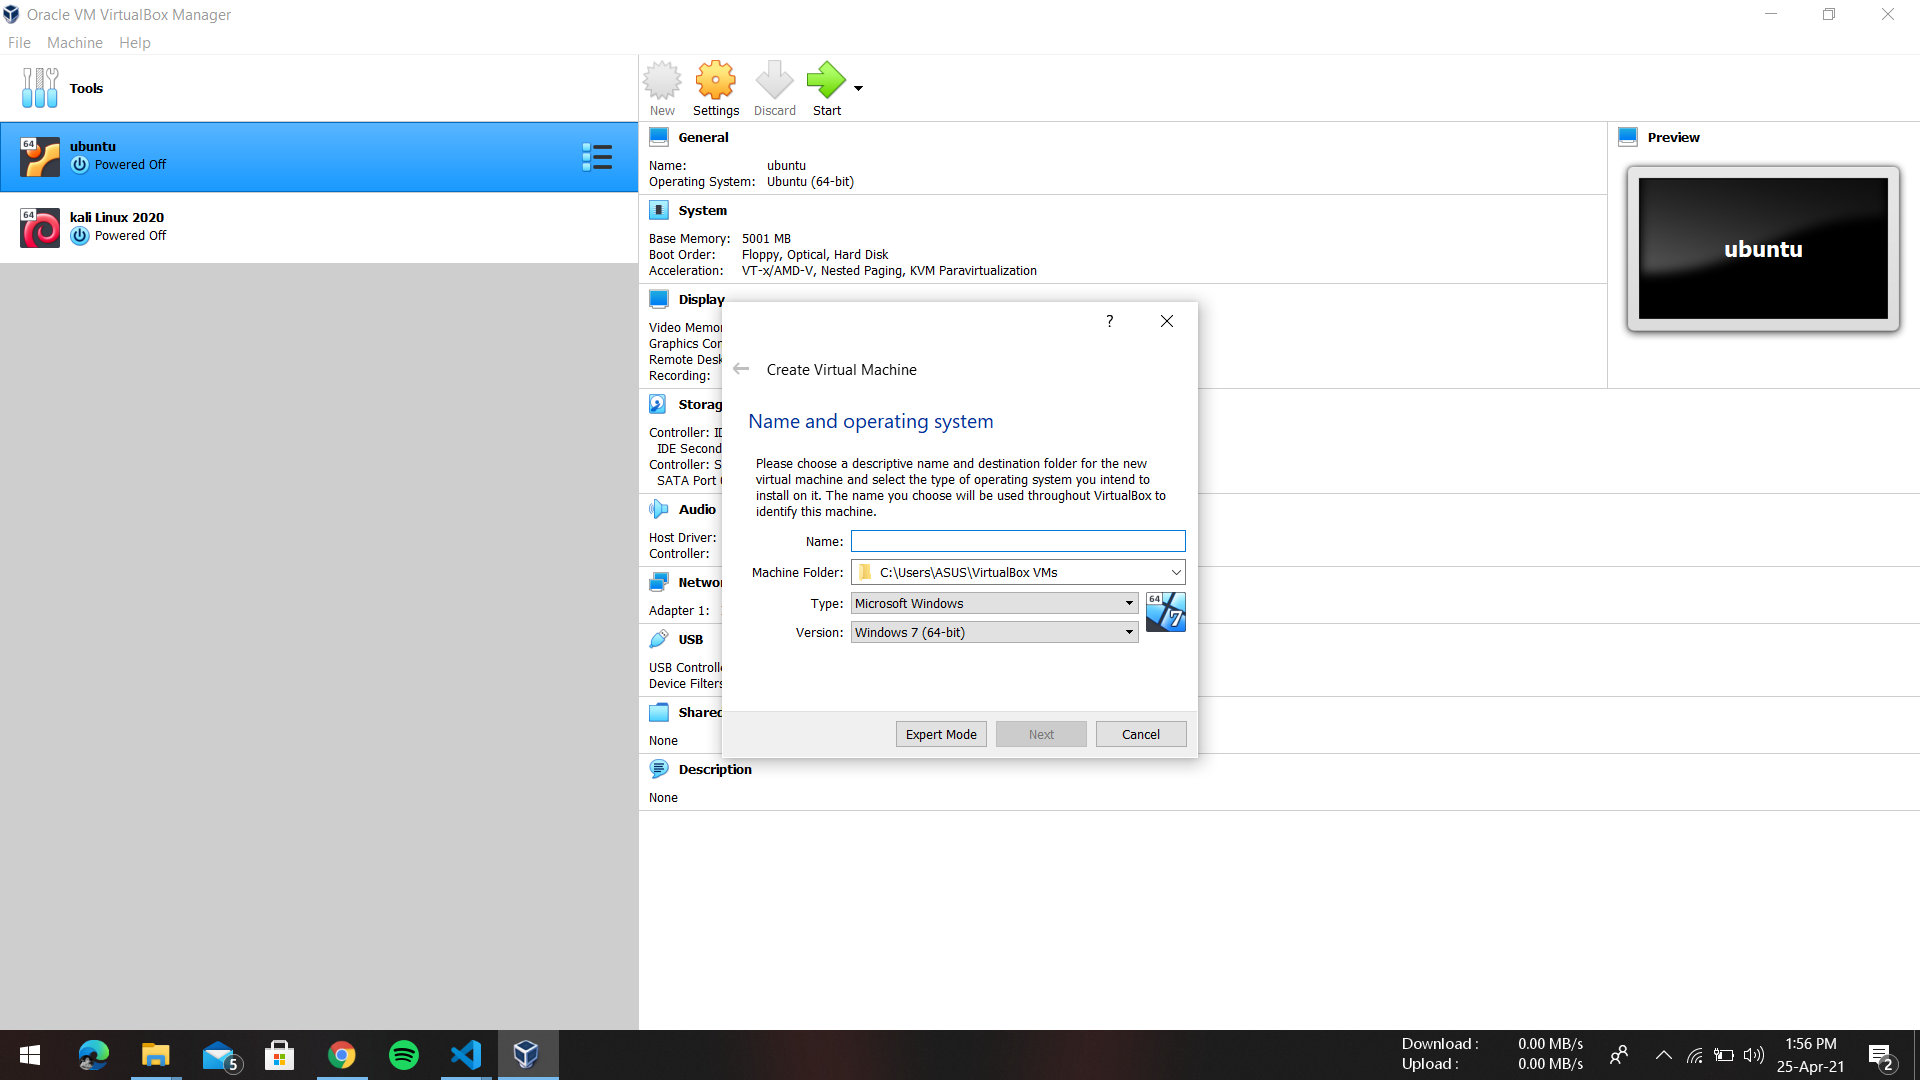 Oracle VM VirtualBox Manager
File Machine Help
Tools
New Settings Discard Start
64
ubuntu
Powered Off
64
kali Linux 2020
Powered Off
General
Name: ubuntu
Operating System: Ubuntu (64-bit)
System
Base Memory: 5001 MB
Boot Order: Floppy, Optical, Hard Disk
Acceleration: VT-x/AMD-V, Nested Paging, KVM Paravirtualization
Preview
ubuntu
Display
Video Memo
Graphics Cor
Remote Desk
Recording:
Storag
Controller: ID
IDE Second
Controller: S
SATA Port
Audio
Host Driver:
Controller:
Networ
Adapter 1:
USB
USB Controlle
Device Filters
Shared
None
Description
None
?
Create Virtual Machine
Name and operating system
Please choose a descriptive name and destination folder for the new
virtual machine and select the type of operating system you intend to
install on it. The name you choose will be used throughout VirtualBox to
identify this machine.
Name:
Machine Folder: C:\Users\ASUS\VirtualBox VMs
Type: Microsoft Windows
Version: Windows 7 (64-bit)
64
7
Expert Mode Next Cancel
5
Download : 0.00 MB/s
Upload : 0.00 MB/s
1:56 PM
25-Apr-21
2